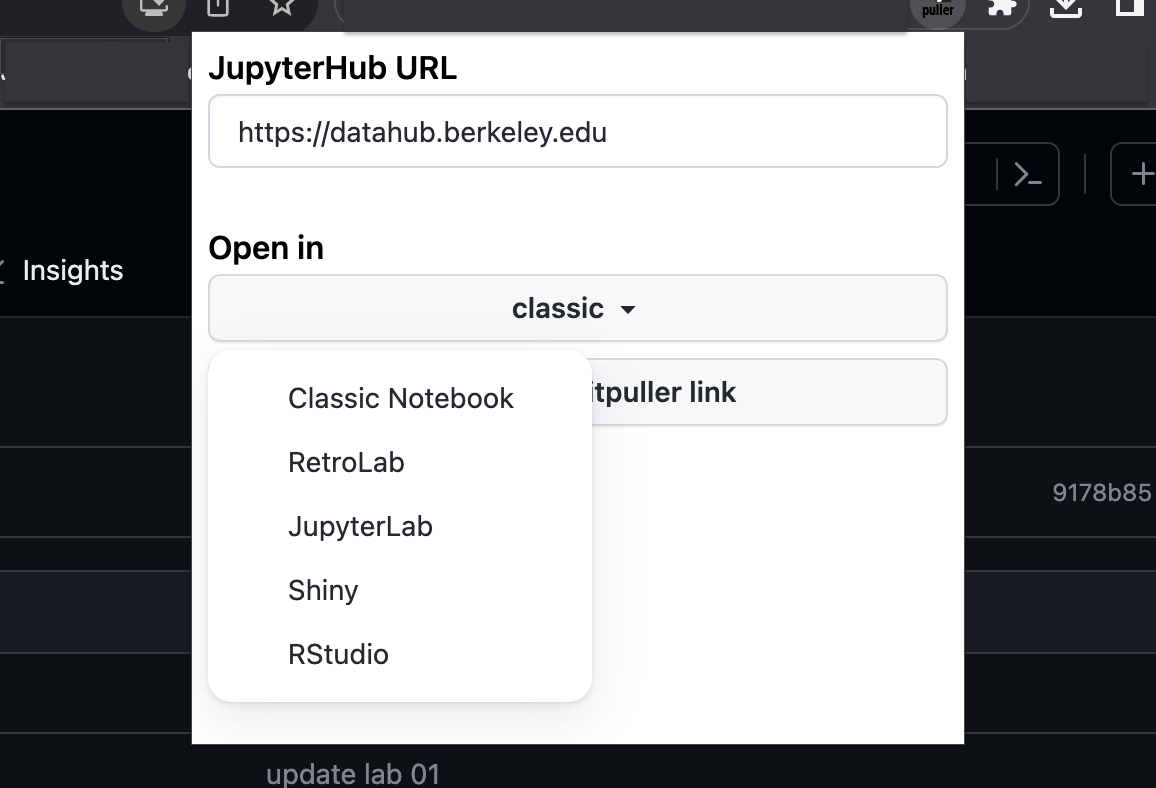 puller
JupyterHub URL
https://datahub.berkeley.edu
Open in
Insights
classic
itpuller link
Classic Notebook
RetroLab
JupyterLab
Shiny
RStudio
9178b85
update lab 01